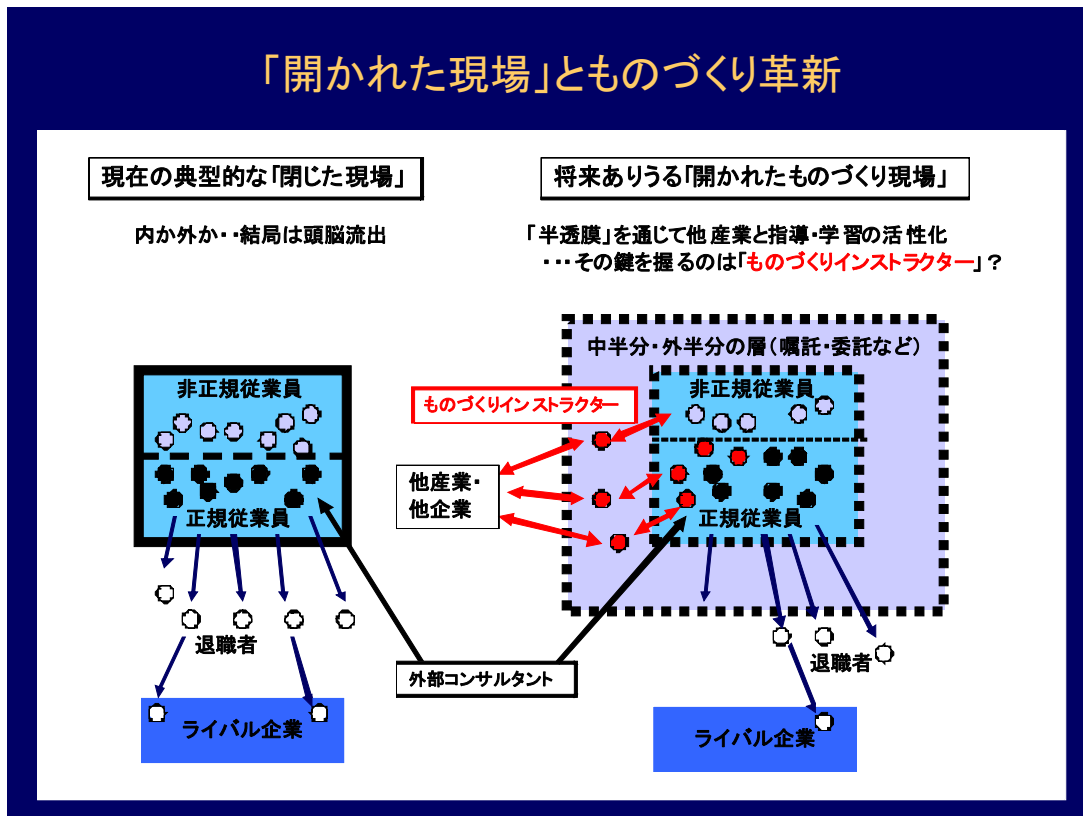 「開かれた現場」とものづくり革新
現在の典型的な「閉じた現場」
内か外か・・結局は頭脳流出
非正規従業員
正規従業員
退職者
ライバル企業
将来ありうる「開かれたものづくり現場」
「半透膜」を通じて他産業と指導・学習の活性化
・・・その鍵を握るのは「ものづくりインストラクター」?
中半分・外半分の層(嘱託・委託など)
非正規従業員
ものづくりインストラクター
他産業・
他企業
正規従業員
退職者
外部コンサルタント
ライバル企業